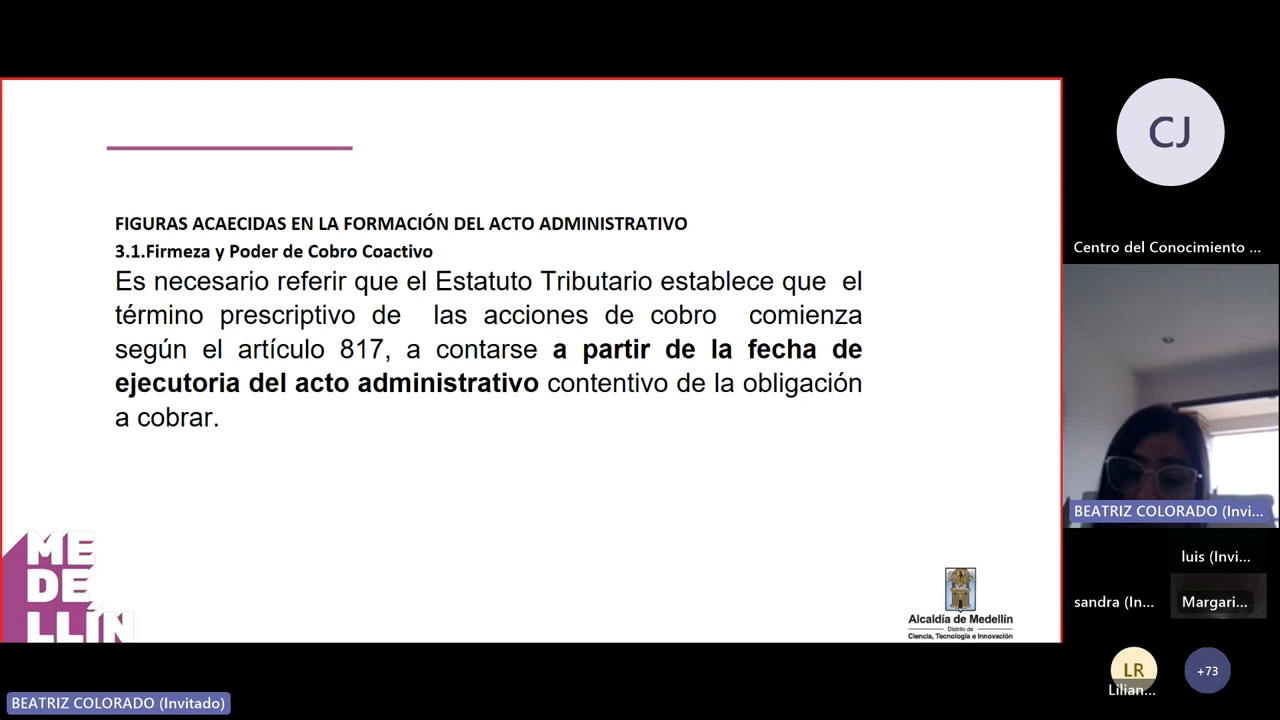 FIGURAS ACAECIDAS EN LA FORMACIÓN DEL ACTO ADMINISTRATIVO
3.1.Firmeza y Poder de Cobro Coactivo
Es necesario referir que el Estatuto Tributario establece que el
término prescriptivo de las acciones de cobro comienza
según el artículo 817, a contarse a partir de la fecha de
ejecutoria del acto administrativo contentivo de la obligación
a cobrar.
ME
DE
LLÍN
Alcaldía de Medellín
Distrito de
Ciencia, Tecnología e Innovación
CJ
Centro del Conocimiento ...
BEATRIZ COLORADO (Invi...
luis (Invi...
sandra (In...
Margari...
LR
Lilian...
+73
BEATRIZ COLORADO (Invitado)